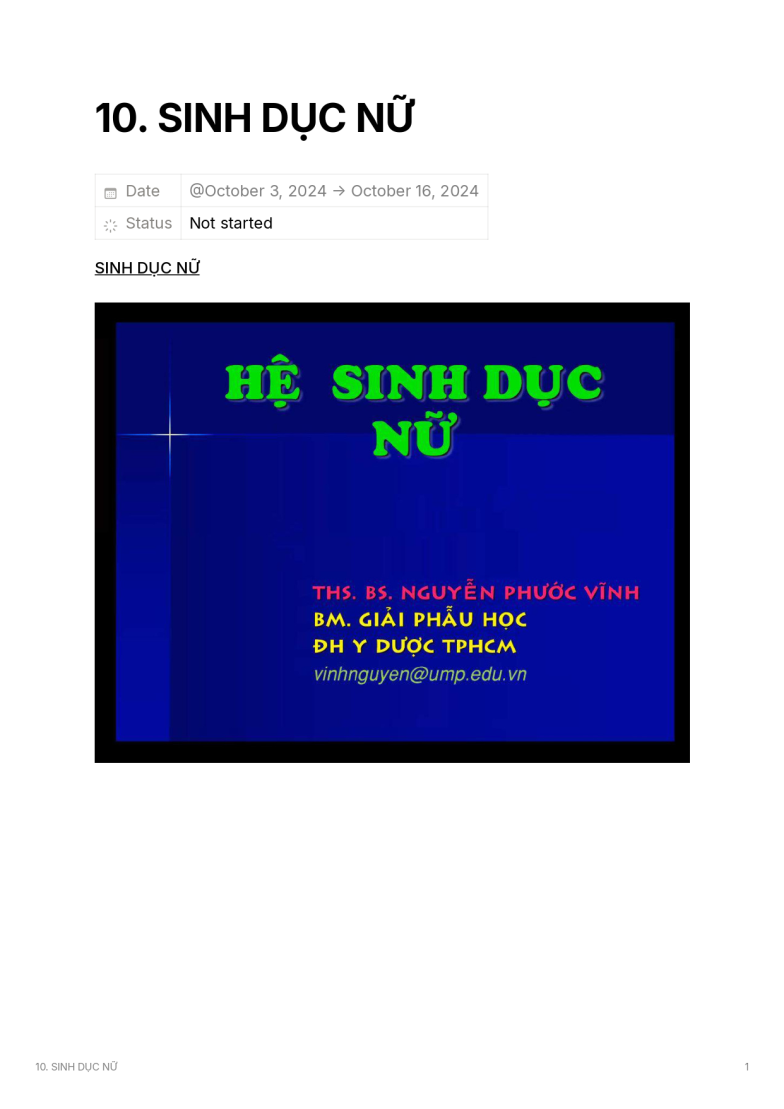 10. SINH DỤC NỮ
Date @October 3, 2024 → October 16, 2024
Status Not started
SINH DỤC NỮ
HỆ SINH DỤC
NỮ
THS. BS. NGUYỄN PHƯỚC VĨNH
BM. GIẢI PHẪU HỌC
ĐH Y DƯỢC TPHCM
vinhnguyen@ump.edu.vn
10. SINH DỤC NỮ 1